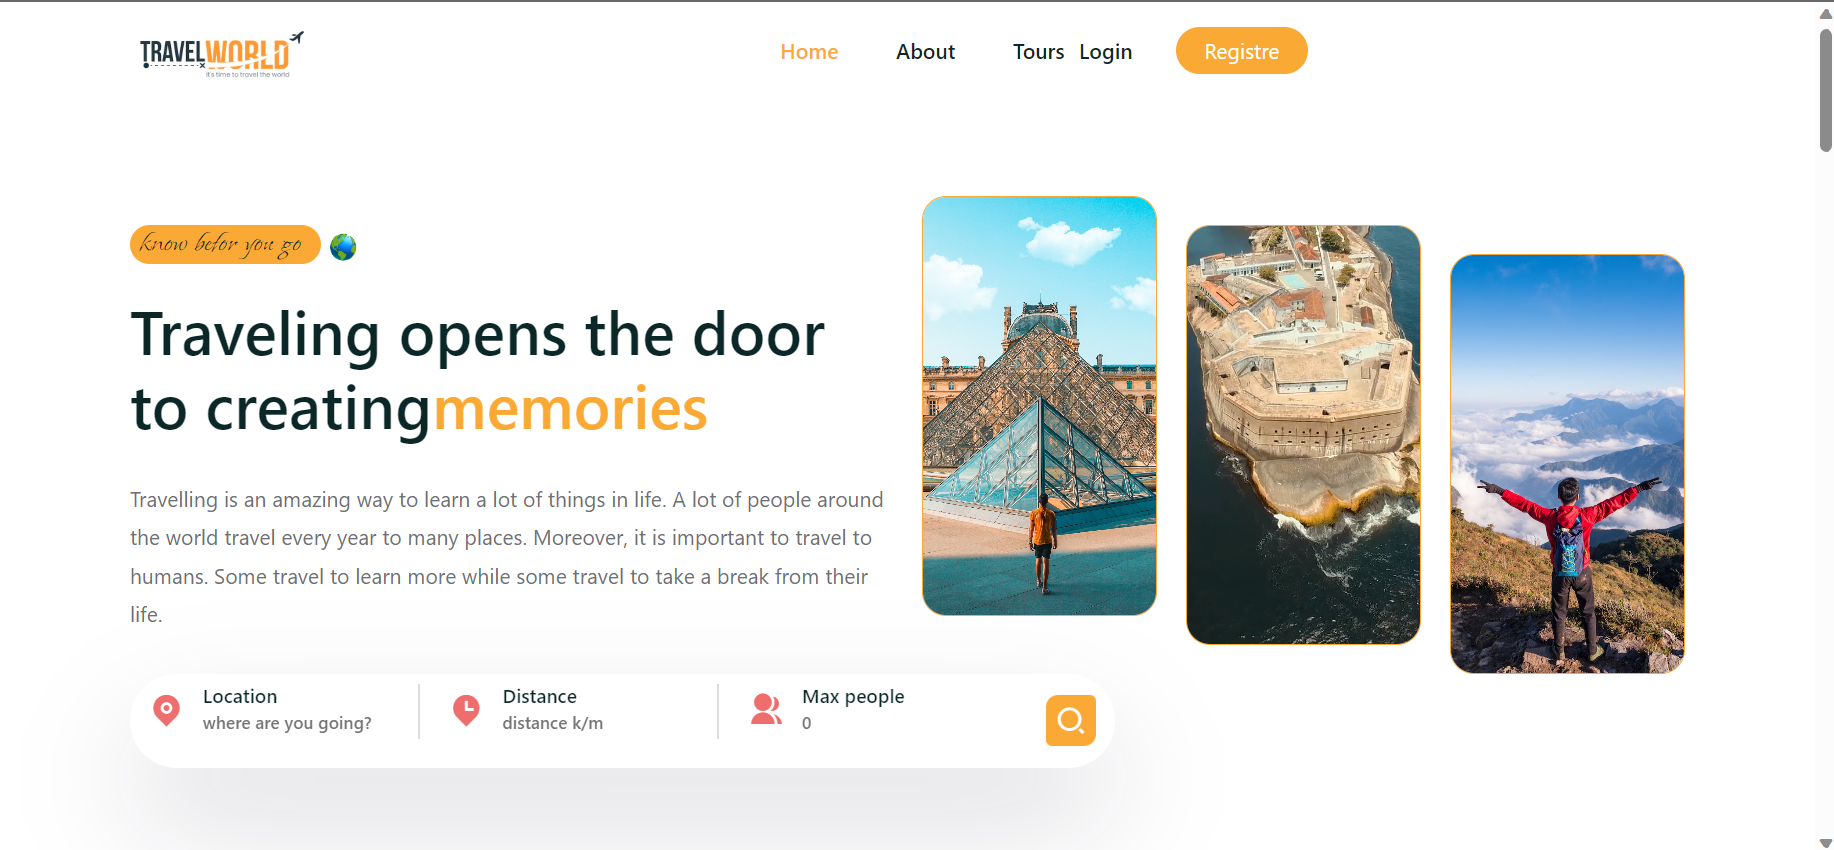 TRAVELWORLD
it's time to travel the world
Home About Tours Login Registre
know befor you go
Traveling opens the door
to creatingmemories
Travelling is an amazing way to learn a lot of things in life. A lot of people around
the world travel every year to many places. Moreover, it is important to travel to
humans. Some travel to learn more while some travel to take a break from their
life.
Location
where are you going?
Distance
distance k/m
Max people
0